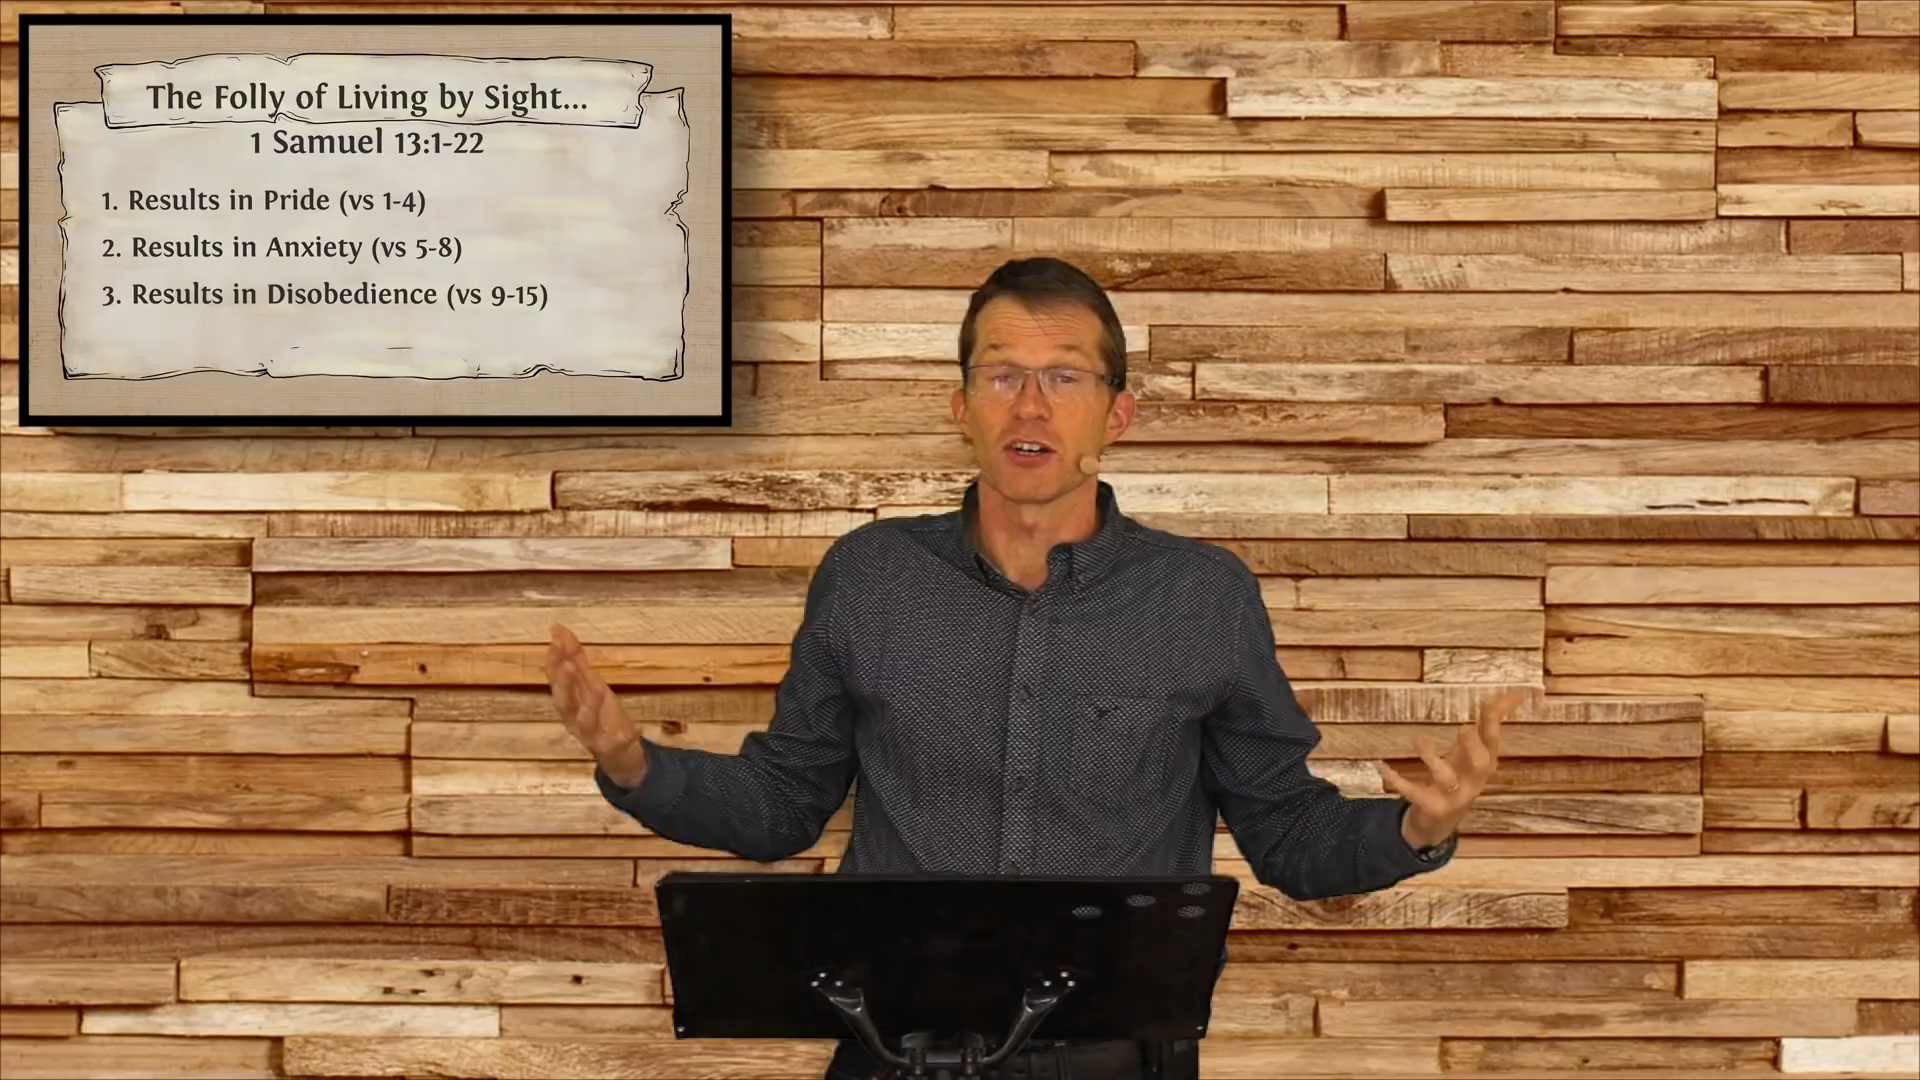 The Folly of Living by Sight...
1 Samuel 13:1-22
1. Results in Pride (vs 1-4)
2. Results in Anxiety (vs 5-8)
3. Results in Disobedience (vs 9-15)